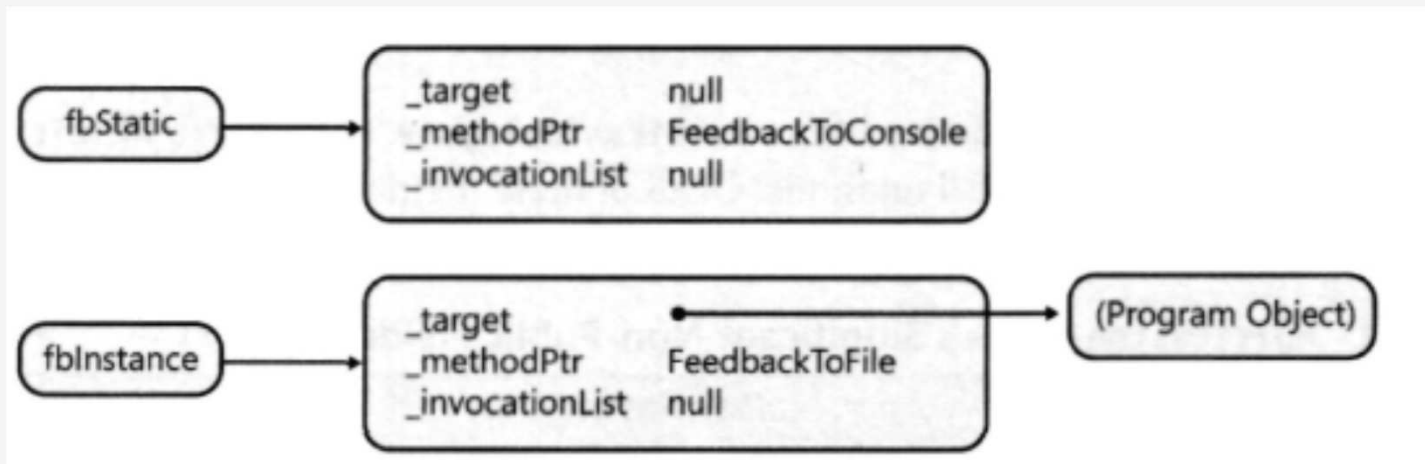 fbStatic
_target null
_methodPtr FeedbackToConsole
_invocationList null
fbInstance
_target
_methodPtr FeedbackToFile
_invocationList null
(Program Object)